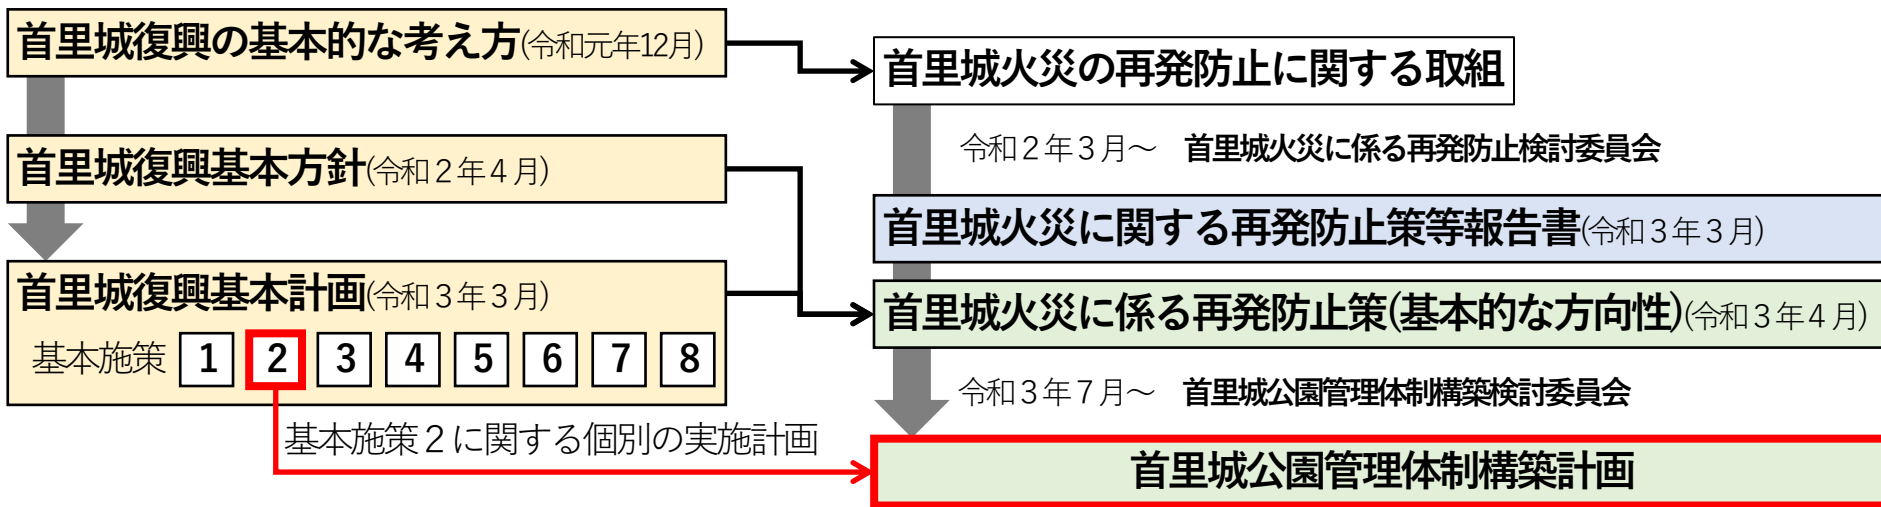 首里城復興の基本的な考え方(令和元年12月)
首里城復興基本方針(令和２年４月)
首里城復興基本計画(令和３年３月)
基本施策 1 2 3 4 5 6 7 8
基本施策２に関する個別の実施計画
首里城火災の再発防止に関する取組
令和２年３月～ 首里城火災に係る再発防止検討委員会
首里城火災に関する再発防止策等報告書(令和３年３月)
首里城火災に係る再発防止策(基本的な方向性)(令和３年４月)
令和３年７月～ 首里城公園管理体制構築検討委員会
首里城公園管理体制構築計画